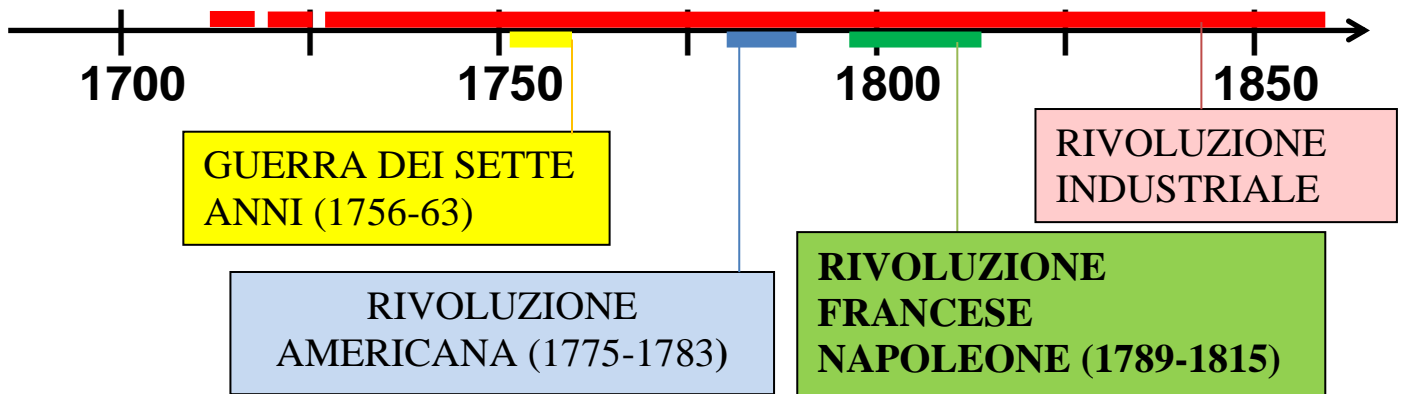 1700 1750 1800 1850
GUERRA DEI SETTE
ANNI (1756-63)
RIVOLUZIONE
AMERICANA (1775-1783)
RIVOLUZIONE
FRANCESE
NAPOLEONE (1789-1815)
RIVOLUZIONE
INDUSTRIALE